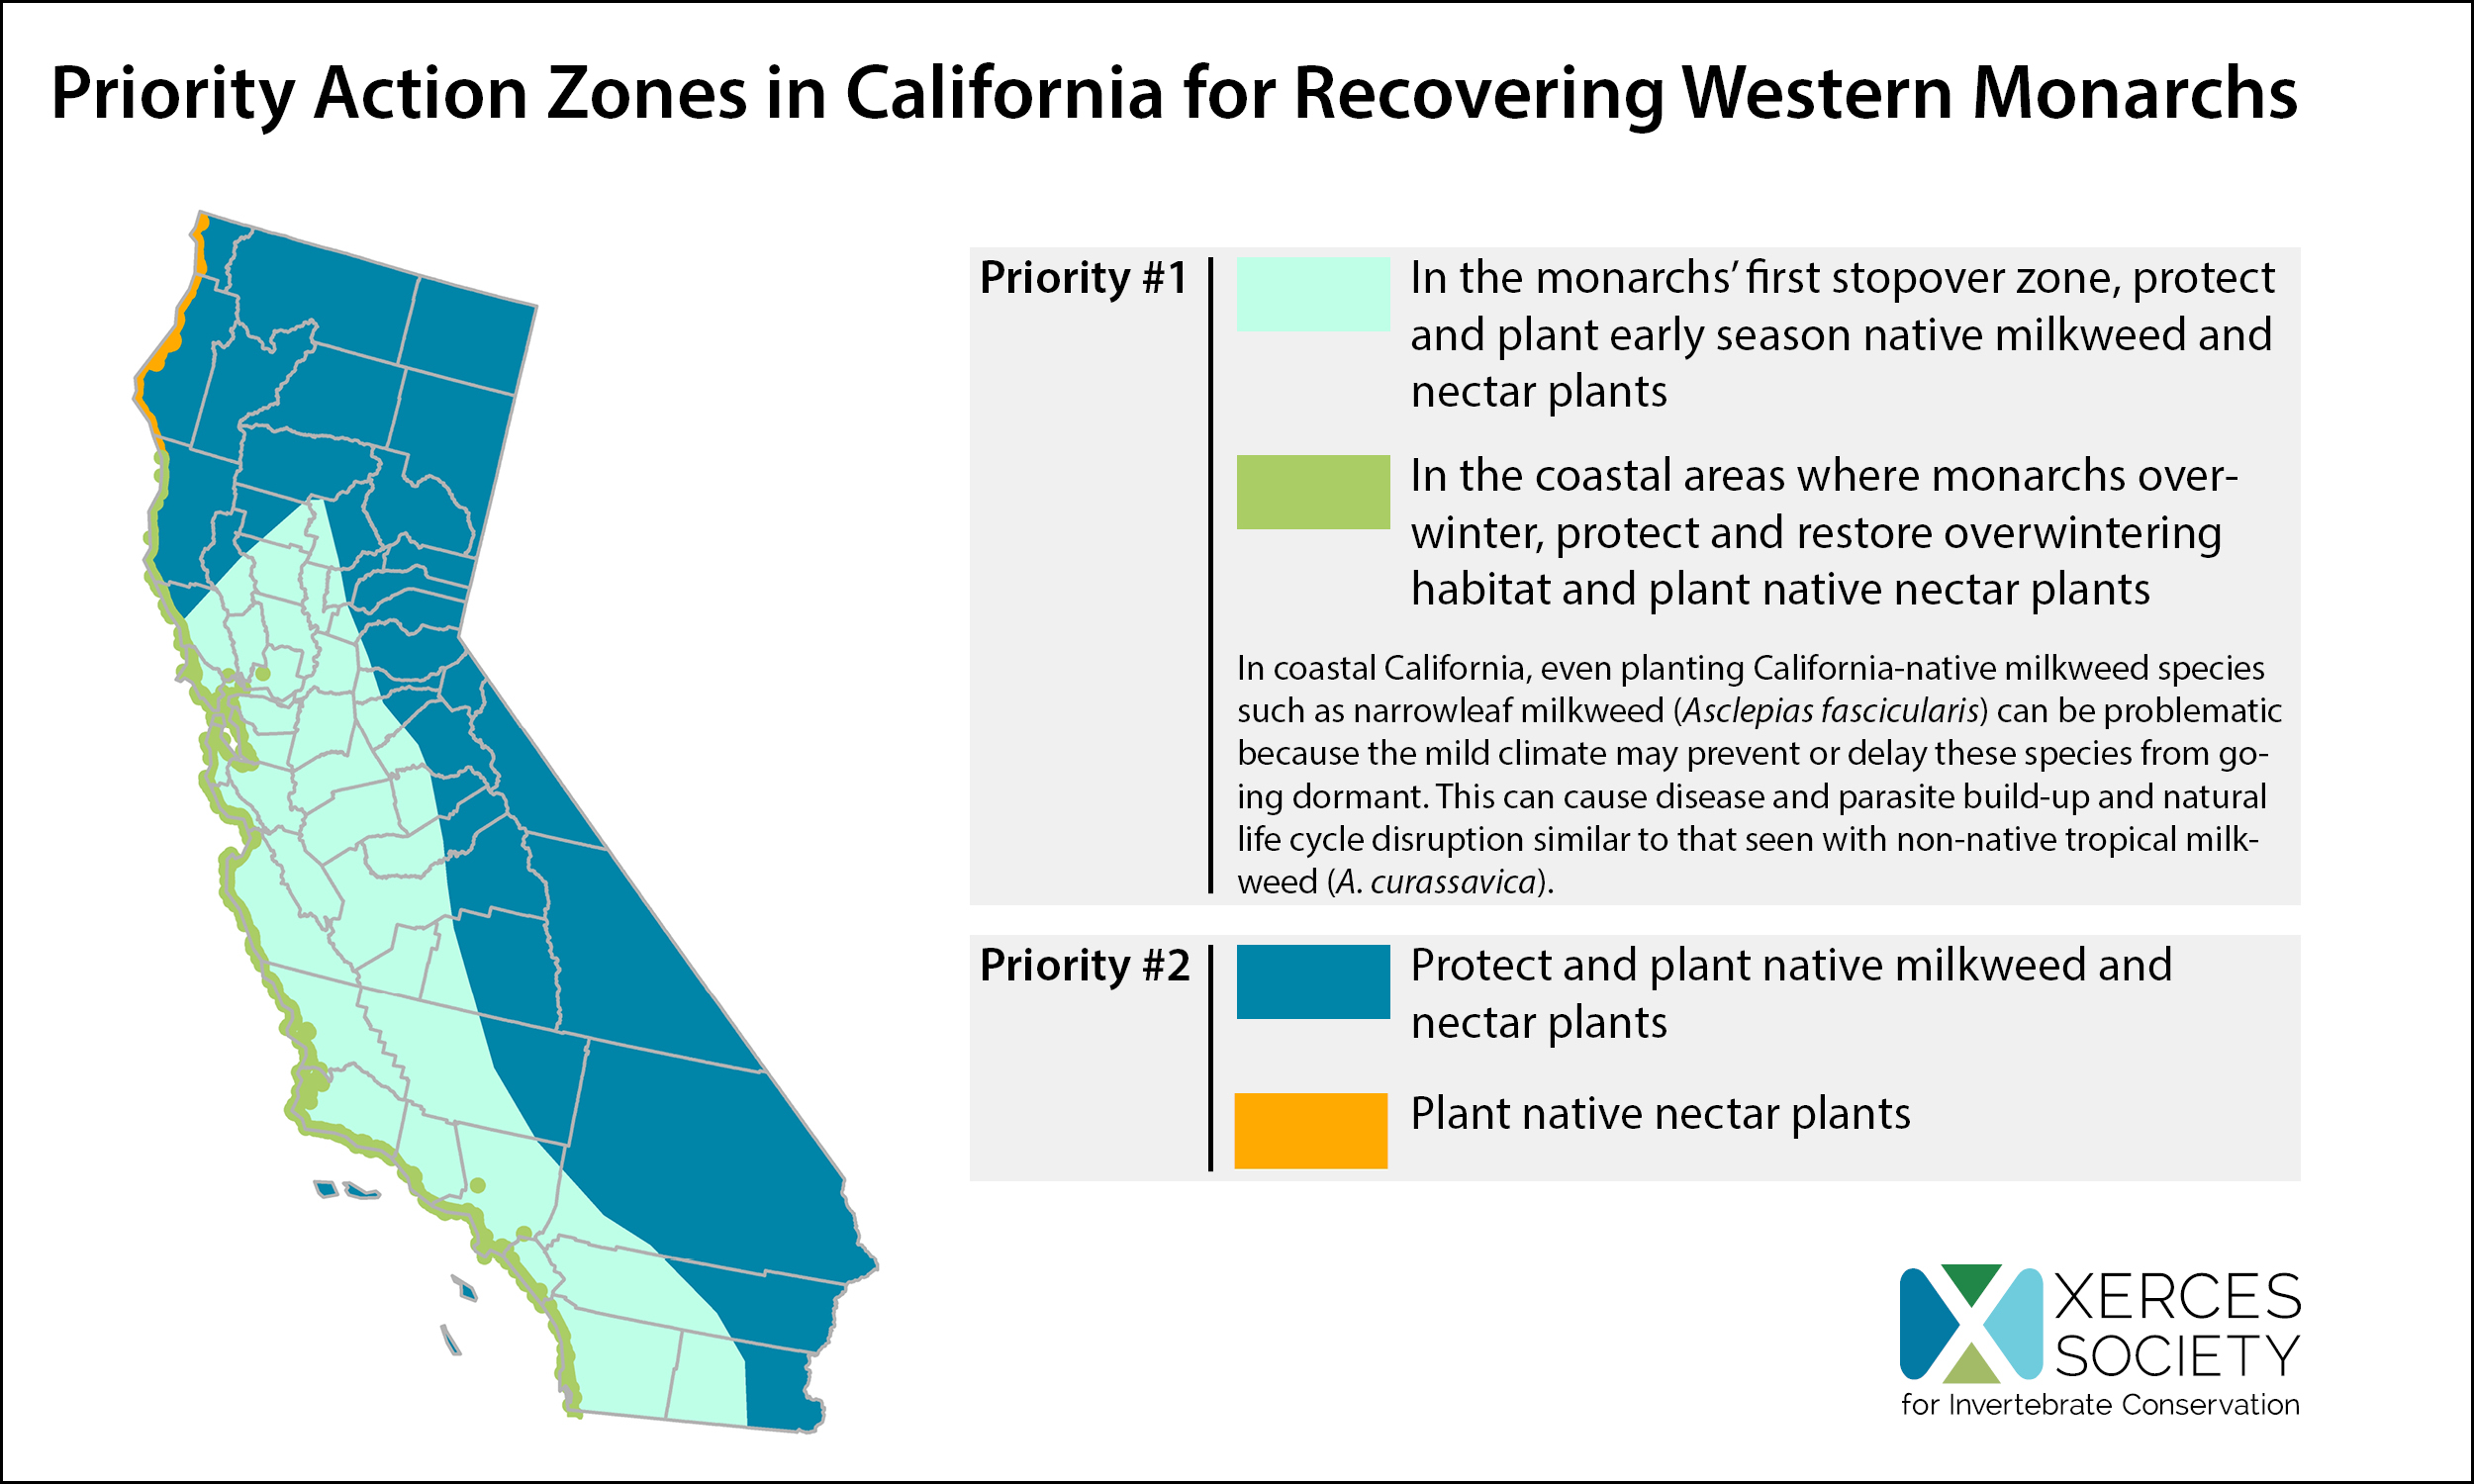 Priority Action Zones in California for Recovering Western Monarchs
Priority #1
In the monarchs’ first stopover zone, protect
and plant early season native milkweed and
nectar plants
In the coastal areas where monarchs over-
winter, protect and restore overwintering
habitat and plant native nectar plants
In coastal California, even planting California-native milkweed species
such as narrowleaf milkweed (Asclepias fascicularis) can be problematic
because the mild climate may prevent or delay these species from go-
ing dormant. This can cause disease and parasite build-up and natural
life cycle disruption similar to that seen with non-native tropical milk-
weed (A. curassavica).
Priority #2
Protect and plant native milkweed and
nectar plants
Plant native nectar plants
XERCES
SOCIETY
for Invertebrate Conservation